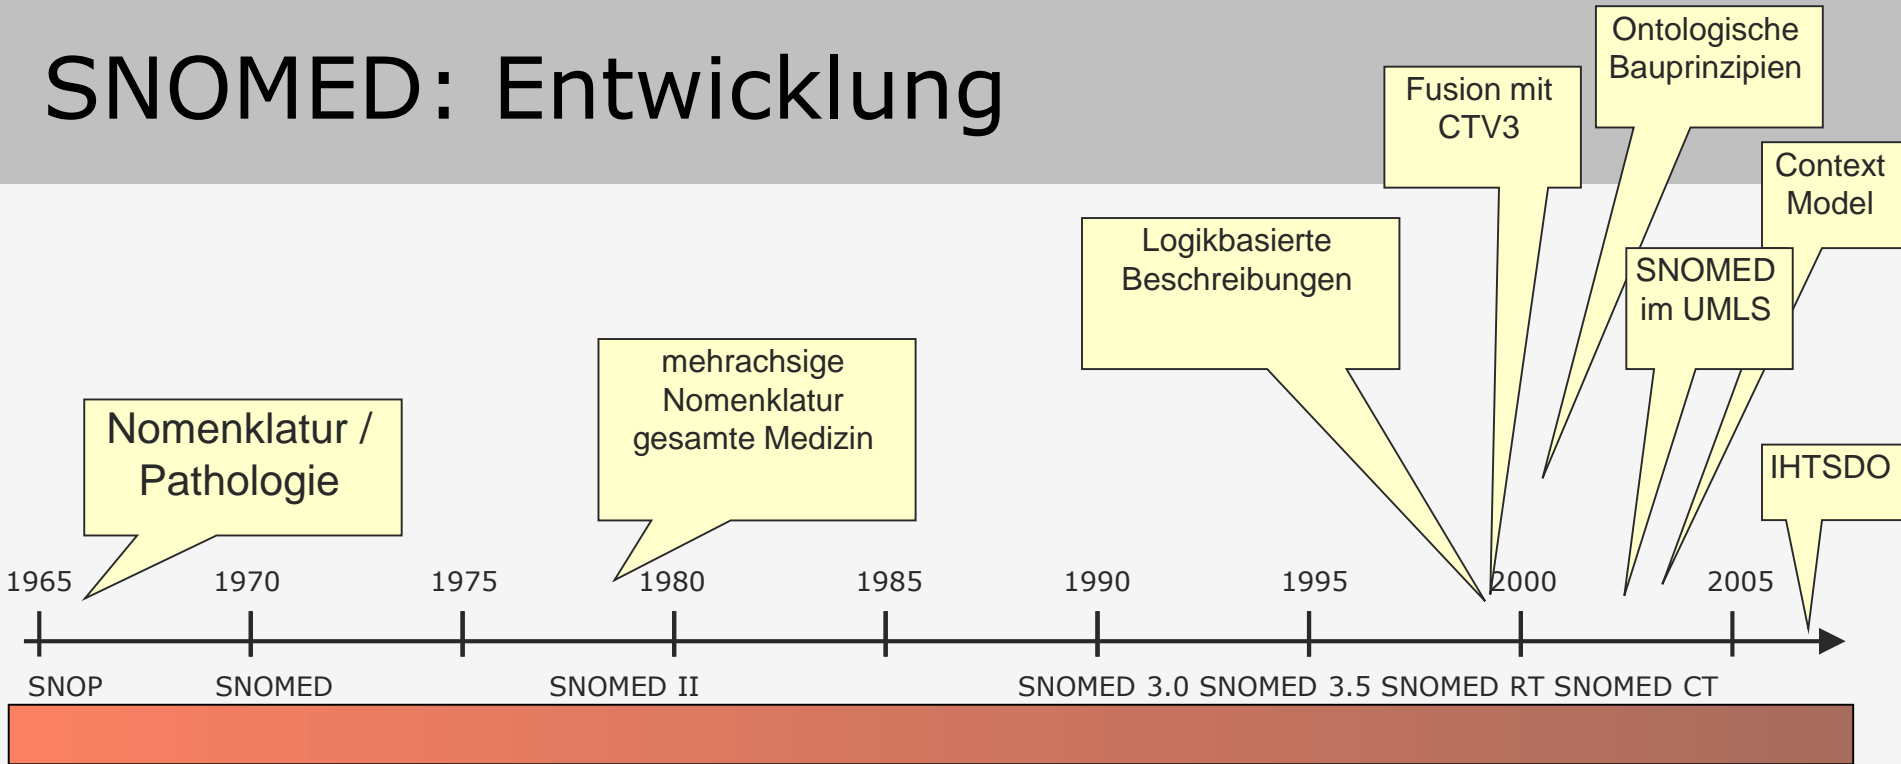 SNOMED: Entwicklung
Ontologische
Bauprinzipien
Fusion mit
CTV3
Context
Model
Logikbasierte
Beschreibungen
SNOMED
im UMLS
mehrachsige
Nomenklatur
gesamte Medizin
Nomenklatur /
Pathologie
IHTSDO
1965 1970 1975 1980 1985 1990 1995 2000 2005
SNOP SNOMED SNOMED II SNOMED 3.0 SNOMED 3.5 SNOMED RT SNOMED CT